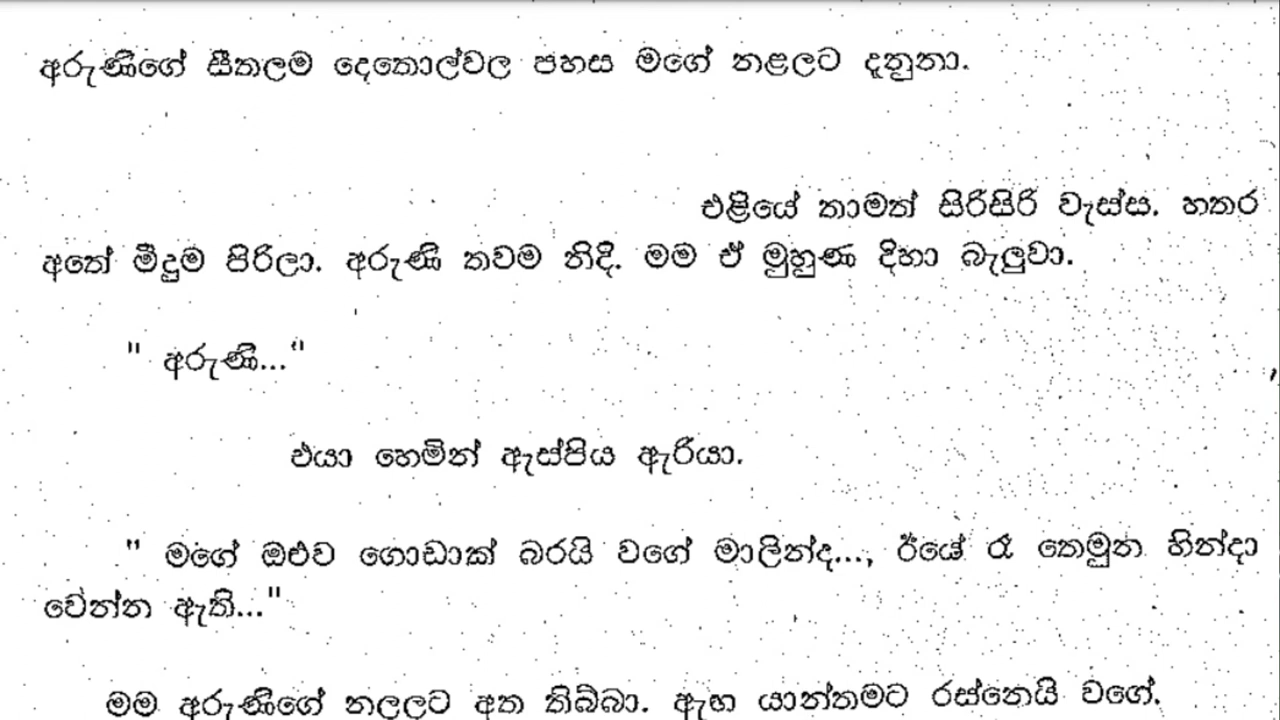 අරුණිගේ සීතලම දෙතොල්වල පහස මගේ නළලට දැනුනා.
එළියේ තාමත් සිරිසිරි වැස්ස. හතර
අතේ මීදුම පිරිලා. අරුණි තවම නිදි. මම ඒ මුහුණ දිහා බැලුවා.
" අරුණි..."
එයා හෙමින් ඇස්පිය ඇරියා.
" මගේ ඔළුව ගොඩාක් බරයි වගේ මාලින්ද..., ඊයේ රෑ තෙමුන හින්දා
වෙන්න ඇති..."
මම අරුණිගේ නලලට අත තිබ්බා. ඇඟ යාන්තමට රස්නෙයි වගේ.